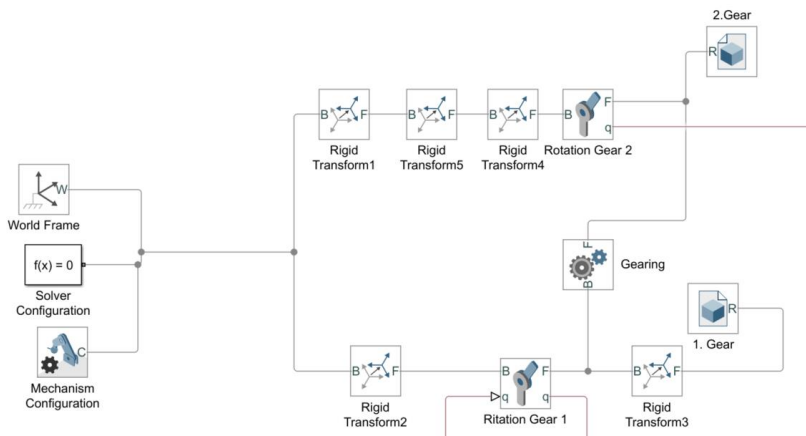 2.Gear
R
B F
B F
B F
B F
q
Rigid
Transform1
Rigid
Transform5
Rigid
Transform4
Rotation Gear 2
W
World Frame
f(x) = 0
Solver
Configuration
C
Mechanism
Configuration
F
B
Gearing
R
1. Gear
B F
Rigid
Transform2
B F
q q
Ritation Gear 1
B F
Rigid
Transform3